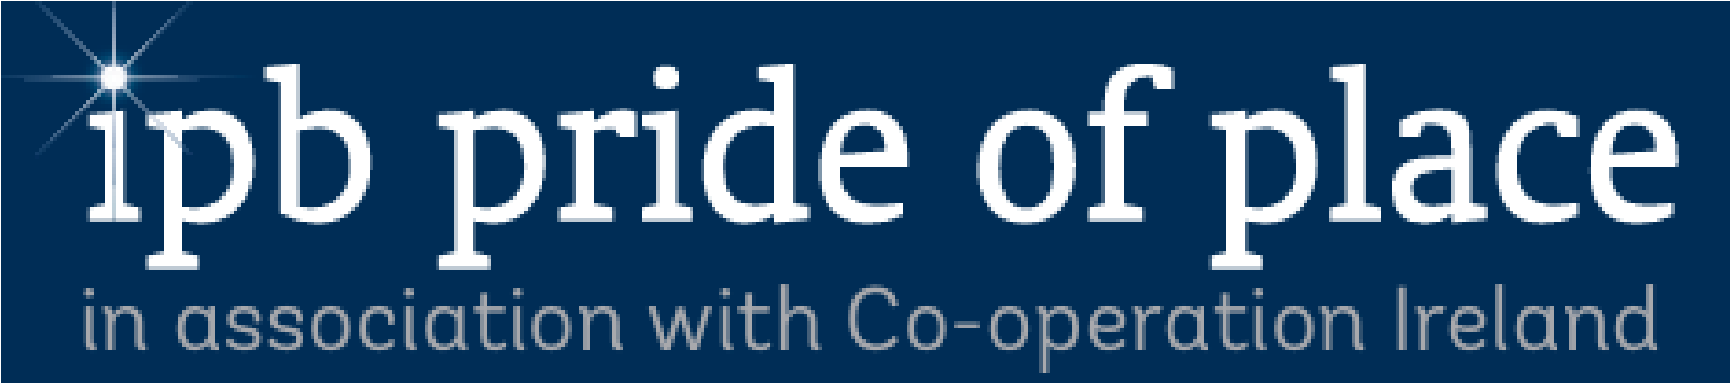 ipb pride of place
in association with Co-operation Ireland